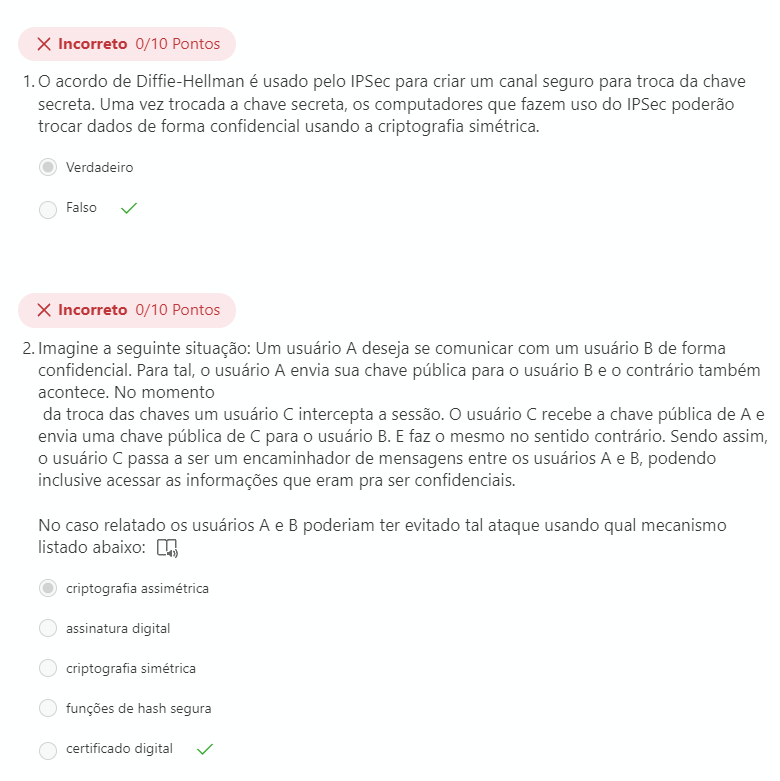 Incorreto 0/10 Pontos
1. O acordo de Diffie-Hellman é usado pelo IPSec para criar um canal seguro para troca da chave
secreta. Uma vez trocada a chave secreta, os computadores que fazem uso do IPSec poderão
trocar dados de forma confidencial usando a criptografia simétrica.
Verdadeiro
Falso
Incorreto 0/10 Pontos
2. Imagine a seguinte situação: Um usuário A deseja se comunicar com um usuário B de forma
confidencial. Para tal, o usuário A envia sua chave pública para o usuário B e o contrário também
acontece. No momento
da troca das chaves um usuário C intercepta a sessão. O usuário C recebe a chave pública de A e
envia uma chave pública de C para o usuário B. E faz o mesmo no sentido contrário. Sendo assim,
o usuário C passa a ser um encaminhador de mensagens entre os usuários A e B, podendo
inclusive acessar as informações que eram pra ser confidenciais.
No caso relatado os usuários A e B poderiam ter evitado tal ataque usando qual mecanismo
listado abaixo:
criptografia assimétrica
assinatura digital
criptografia simétrica
funções de hash segura
certificado digital